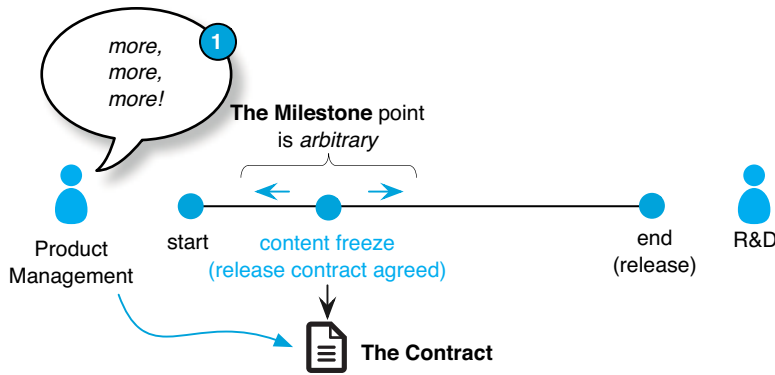 more,
more,
more!
1
The Milestone point
is arbitrary
Product
Management
start
content freeze
(release contract agreed)
end
(release)
R&D
The Contract